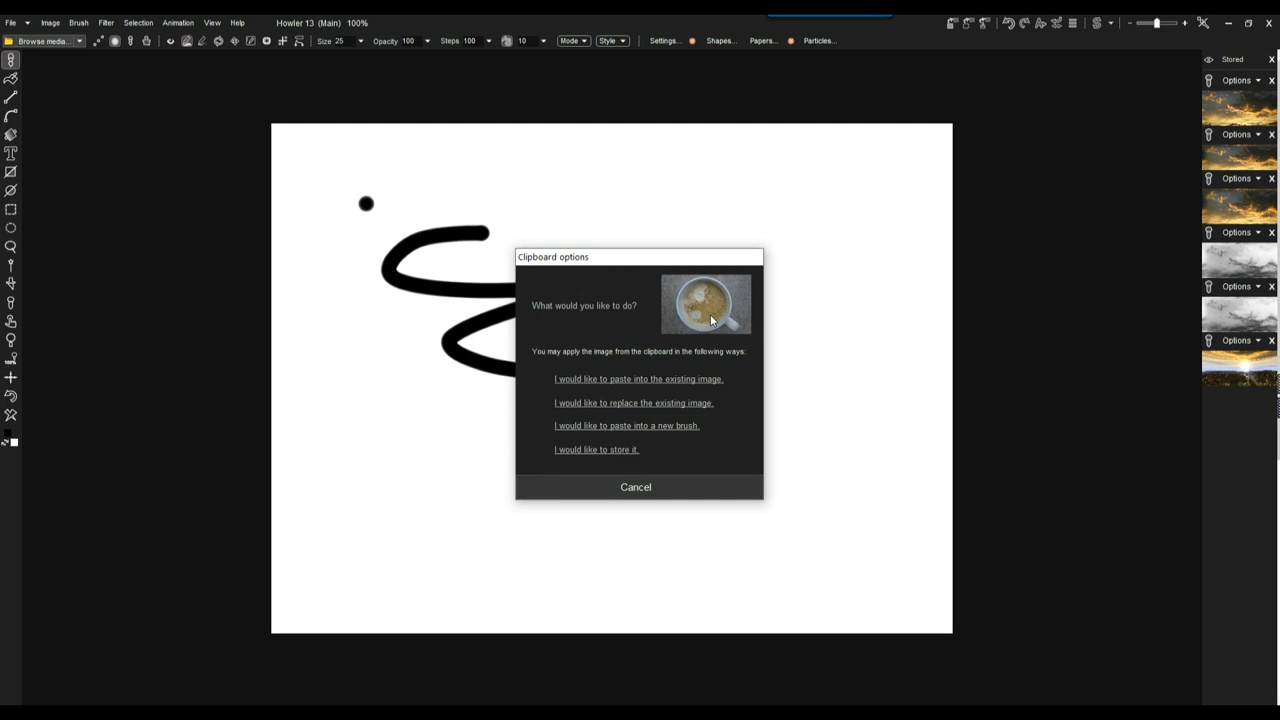 File Image Brush Filter Selection Animation View Help Howler 13 (Main) 100%
Browse media... Size 25 Opacity 100 Steps 100 10 Mode Style Settings... Shapes... Papers... Particles...
Stored X
Options X
Options X
Options X
Options X
Options X
Options X
Clipboard options
What would you like to do?
You may apply the image from the clipboard in the following ways:
I would like to paste into the existing image.
I would like to replace the existing image.
I would like to paste into a new brush.
I would like to store it.
Cancel